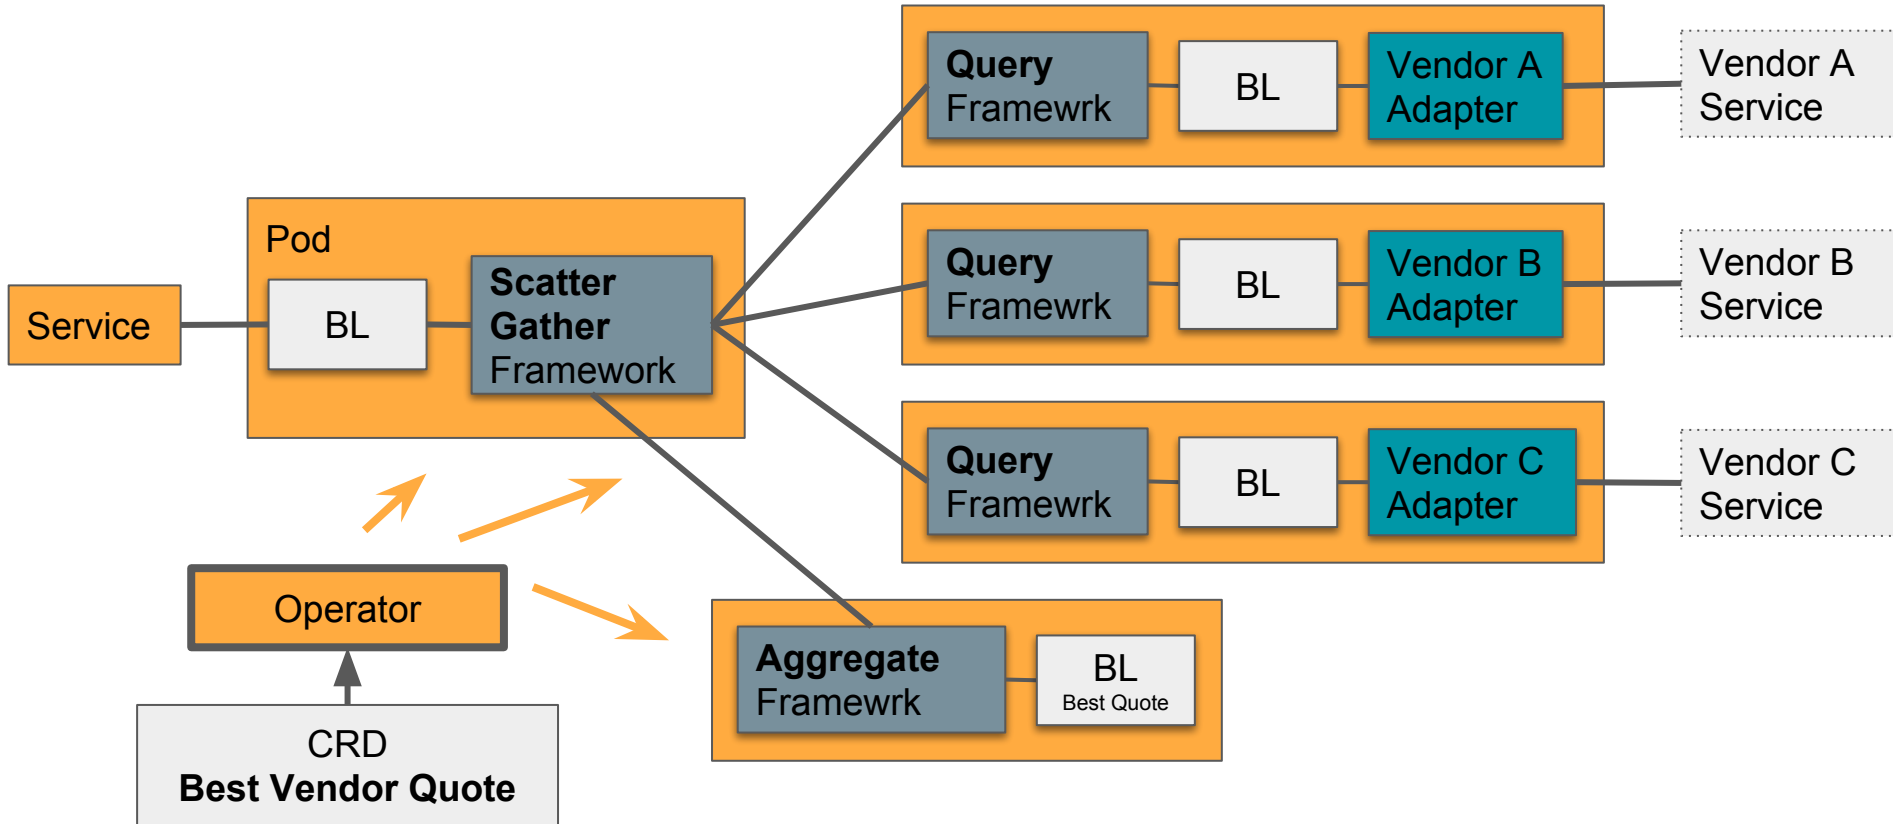 Query
Framewrk
BL
Vendor A
Adapter
Vendor A
Service
Pod
Service
BL
Scatter
Gather
Framework
Query
Framewrk
BL
Vendor B
Adapter
Vendor B
Service
Query
Framewrk
BL
Vendor C
Adapter
Vendor C
Service
Operator
Aggregate
Framewrk
BL
Best Quote
CRD
Best Vendor Quote